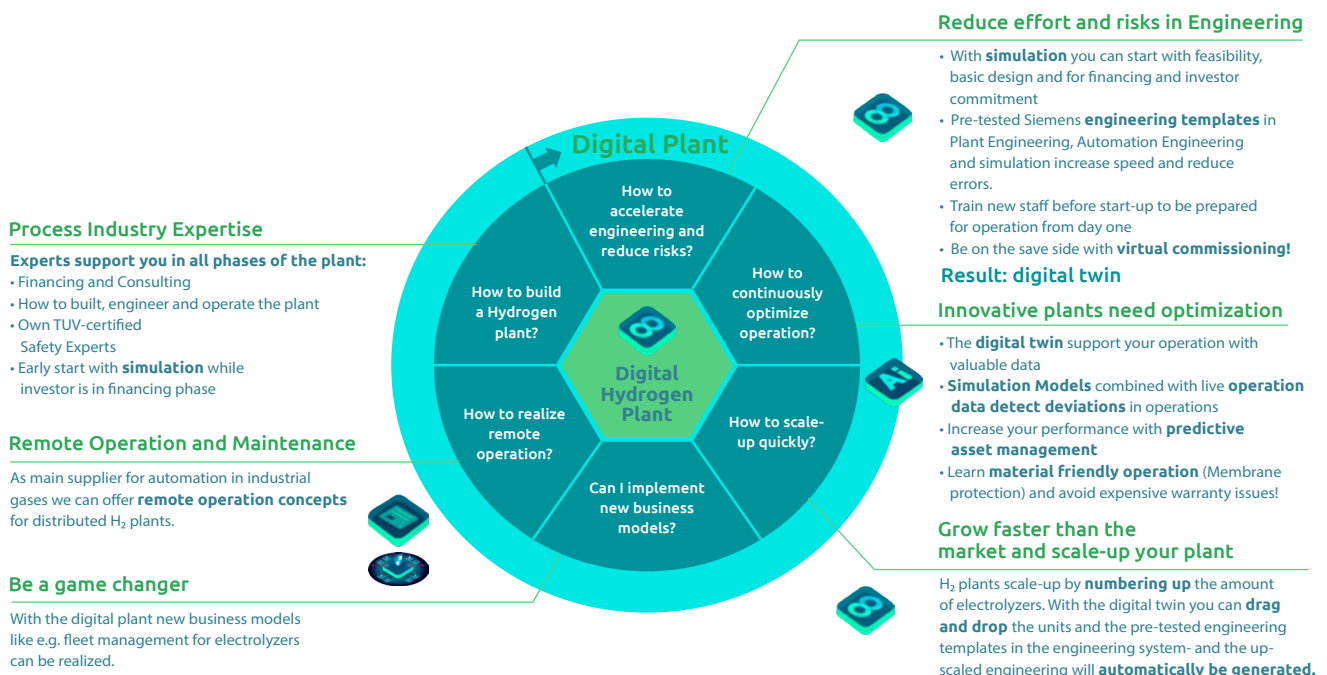 Reduce effort and risks in Engineering
• With simulation you can start with feasibility,
basic design and for financing and investor
commitment
• Pre-tested Siemens engineering templates in
Plant Engineering, Automation Engineering
and simulation increase speed and reduce
errors.
• Train new staff before start-up to be prepared
for operation from day one
• Be on the save side with virtual commissioning!
Result: digital twin
Innovative plants need optimization
• The digital twin support your operation with
valuable data
• Simulation Models combined with live operation
data detect deviations in operations
• Increase your performance with predictive
asset management
• Learn material friendly operation (Membrane
protection) and avoid expensive warranty issues!
Grow faster than the
market and scale-up your plant
H₂ plants scale-up by numbering up the amount
of electrolyzers. With the digital twin you can drag
and drop the units and the pre-tested engineering
templates in the engineering system- and the up-
scaled engineering will automatically be generated.
Digital Plant
How to
accelerate
engineering and
reduce risks?
How to
continuously
optimize
operation?
How to scale-
up quickly?
Can I implement
new business
models?
How to realize
remote
operation?
How to build
a Hydrogen
plant?
Digital
Hydrogen
Plant
Ai
Process Industry Expertise
Experts support you in all phases of the plant:
• Financing and Consulting
• How to built, engineer and operate the plant
• Own TUV-certified
Safety Experts
• Early start with simulation while
investor is in financing phase
Remote Operation and Maintenance
As main supplier for automation in industrial
gases we can offer remote operation concepts
for distributed H₂ plants.
Be a game changer
With the digital plant new business models
like e.g. fleet management for electrolyzers
can be realized.